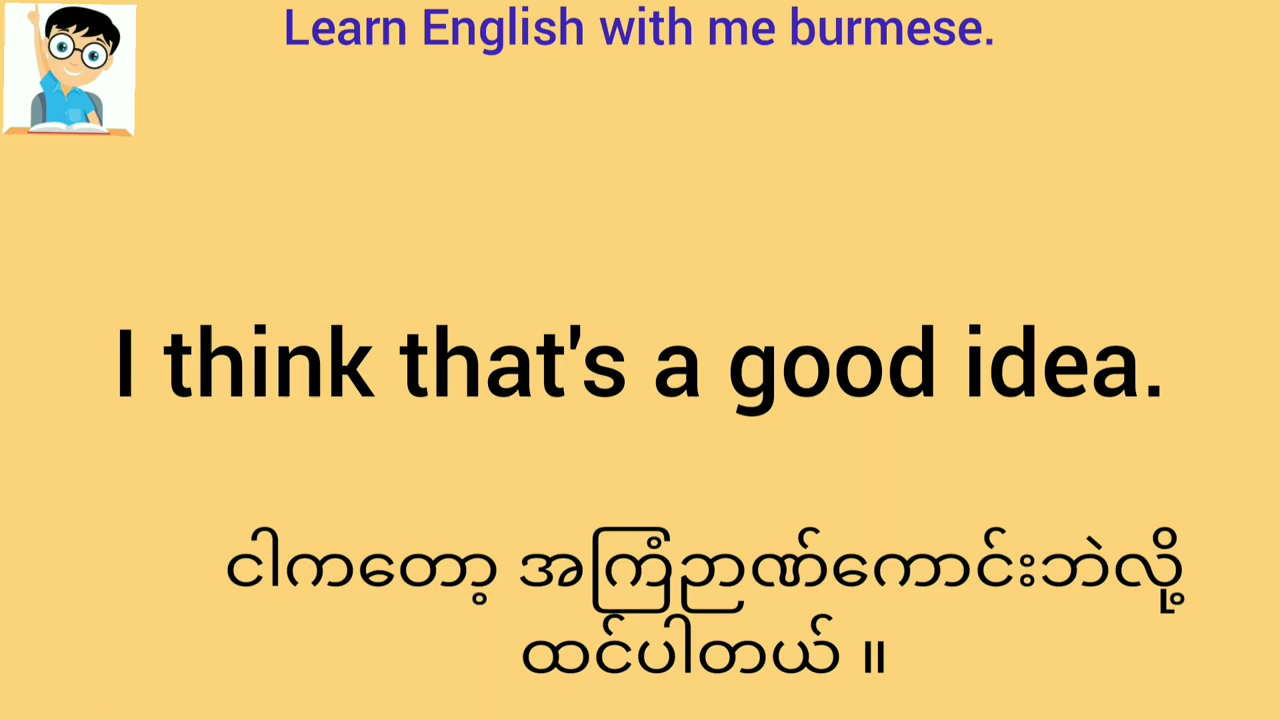 Learn English with me burmese.
I think that's a good idea.
ငါကတော့ အကြံဉာဏ်ကောင်းဘဲလို့
ထင်ပါတယ် ။